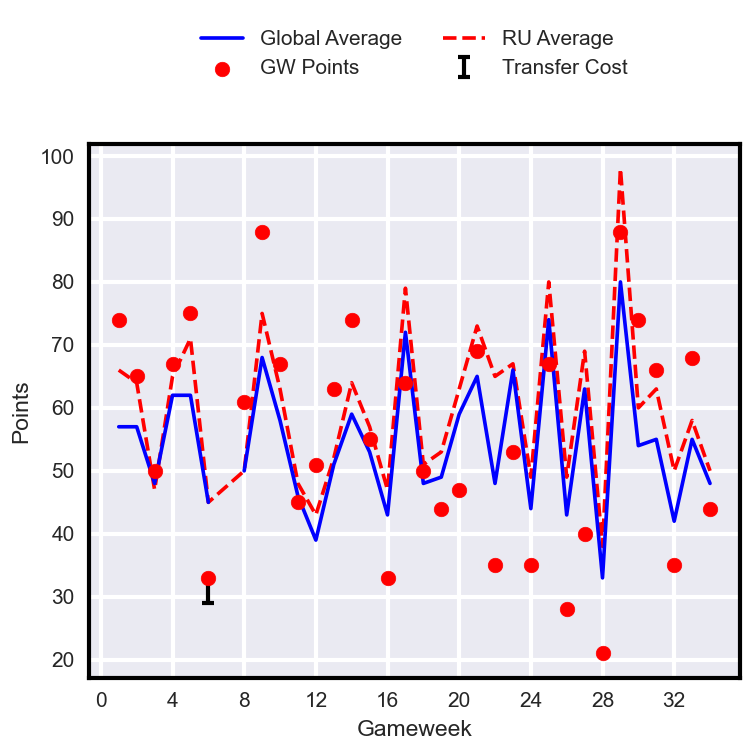 Global Average
RU Average
GW Points
Transfer Cost
100
90
80
70
60
50
40
30
20
Points
0 4 8 12 16 20 24 28 32
Gameweek